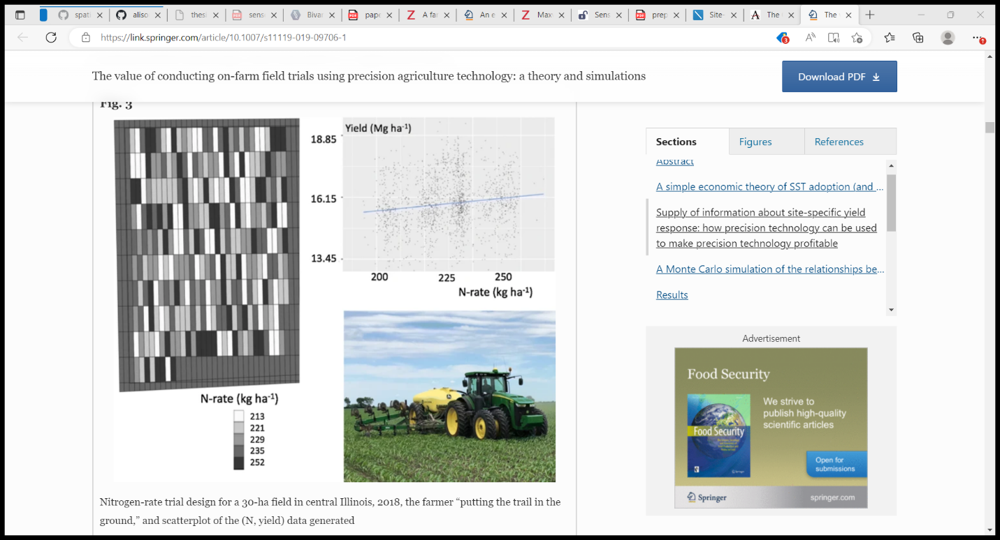 spati
aliso
thesi
sens
Bivar
pape
A far
An e
Max
Sens
prep
Site-
The
The
https://link.springer.com/article/10.1007/s11119-019-09706-1
3
The value of conducting on-farm field trials using precision agriculture technology: a theory and simulations
Download PDF
Fig. 3
Yield (Mg ha-1)
18.85
16.15
13.45
200 225 250
N-rate (kg ha-1)
N-rate (kg ha-1)
213
221
229
235
252
Nitrogen-rate trial design for a 30-ha field in central Illinois, 2018, the farmer “putting the trail in the
ground,” and scatterplot of the (N, yield) data generated
Sections Figures References
Abstract
A simple economic theory of SST adoption (and ...
Supply of information about site-specific yield
response: how precision technology can be used
to make precision technology profitable
A Monte Carlo simulation of the relationships be...
Results
Advertisement
Food Security
We strive to
publish high-quality
scientific articles
Food Security
Open for
submissions
Springer
springer.com